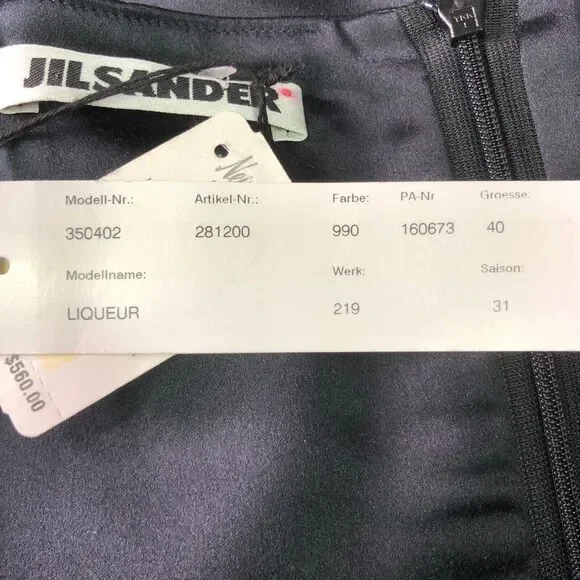 JILSANDER
Modell-Nr.: Artikel-Nr.: Farbe: PA-Nr Groesse:
350402 281200 990 160673 40
Modellname: Werk: Saison:
LIQUEUR 219 31
$560.00